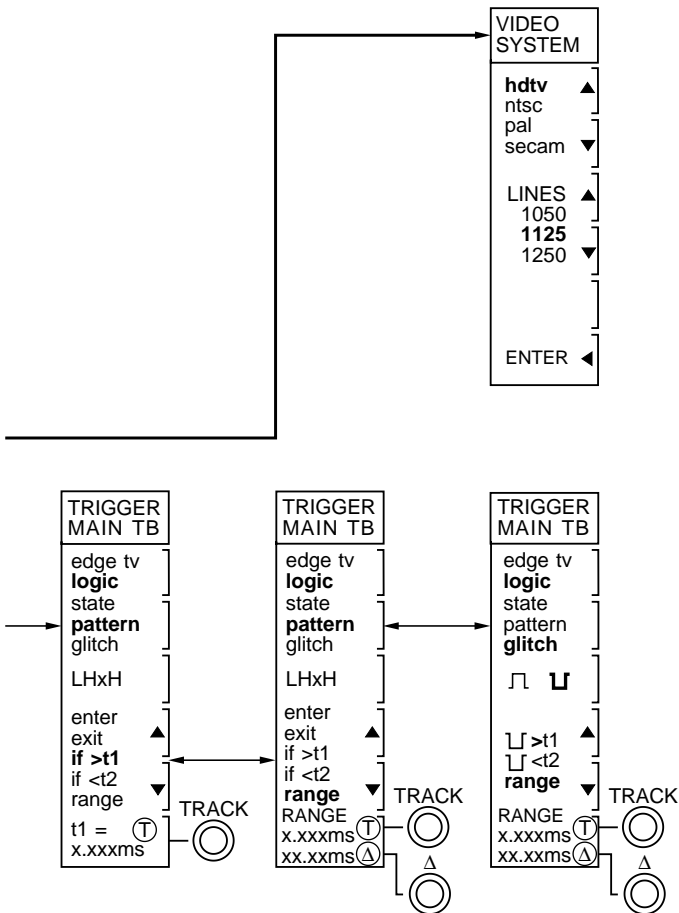 VIDEO
SYSTEM
hdtv
ntsc
pal
secam
LINES
1050
1125
1250
ENTER
TRIGGER
MAIN TB
edge tv
logic
state
pattern
glitch
LHxH
enter
exit
if >t1
if <t2
range
t1 = T
x.xxxms
TRACK
TRIGGER
MAIN TB
edge tv
logic
state
pattern
glitch
LHxH
enter
exit
if >t1
if <t2
range
RANGE
x.xxxms T
xx.xxms Δ
TRACK
Δ
TRIGGER
MAIN TB
edge tv
logic
state
pattern
glitch
>t1
<t2
range
RANGE
x.xxxms T
xx.xxms Δ
TRACK
Δ